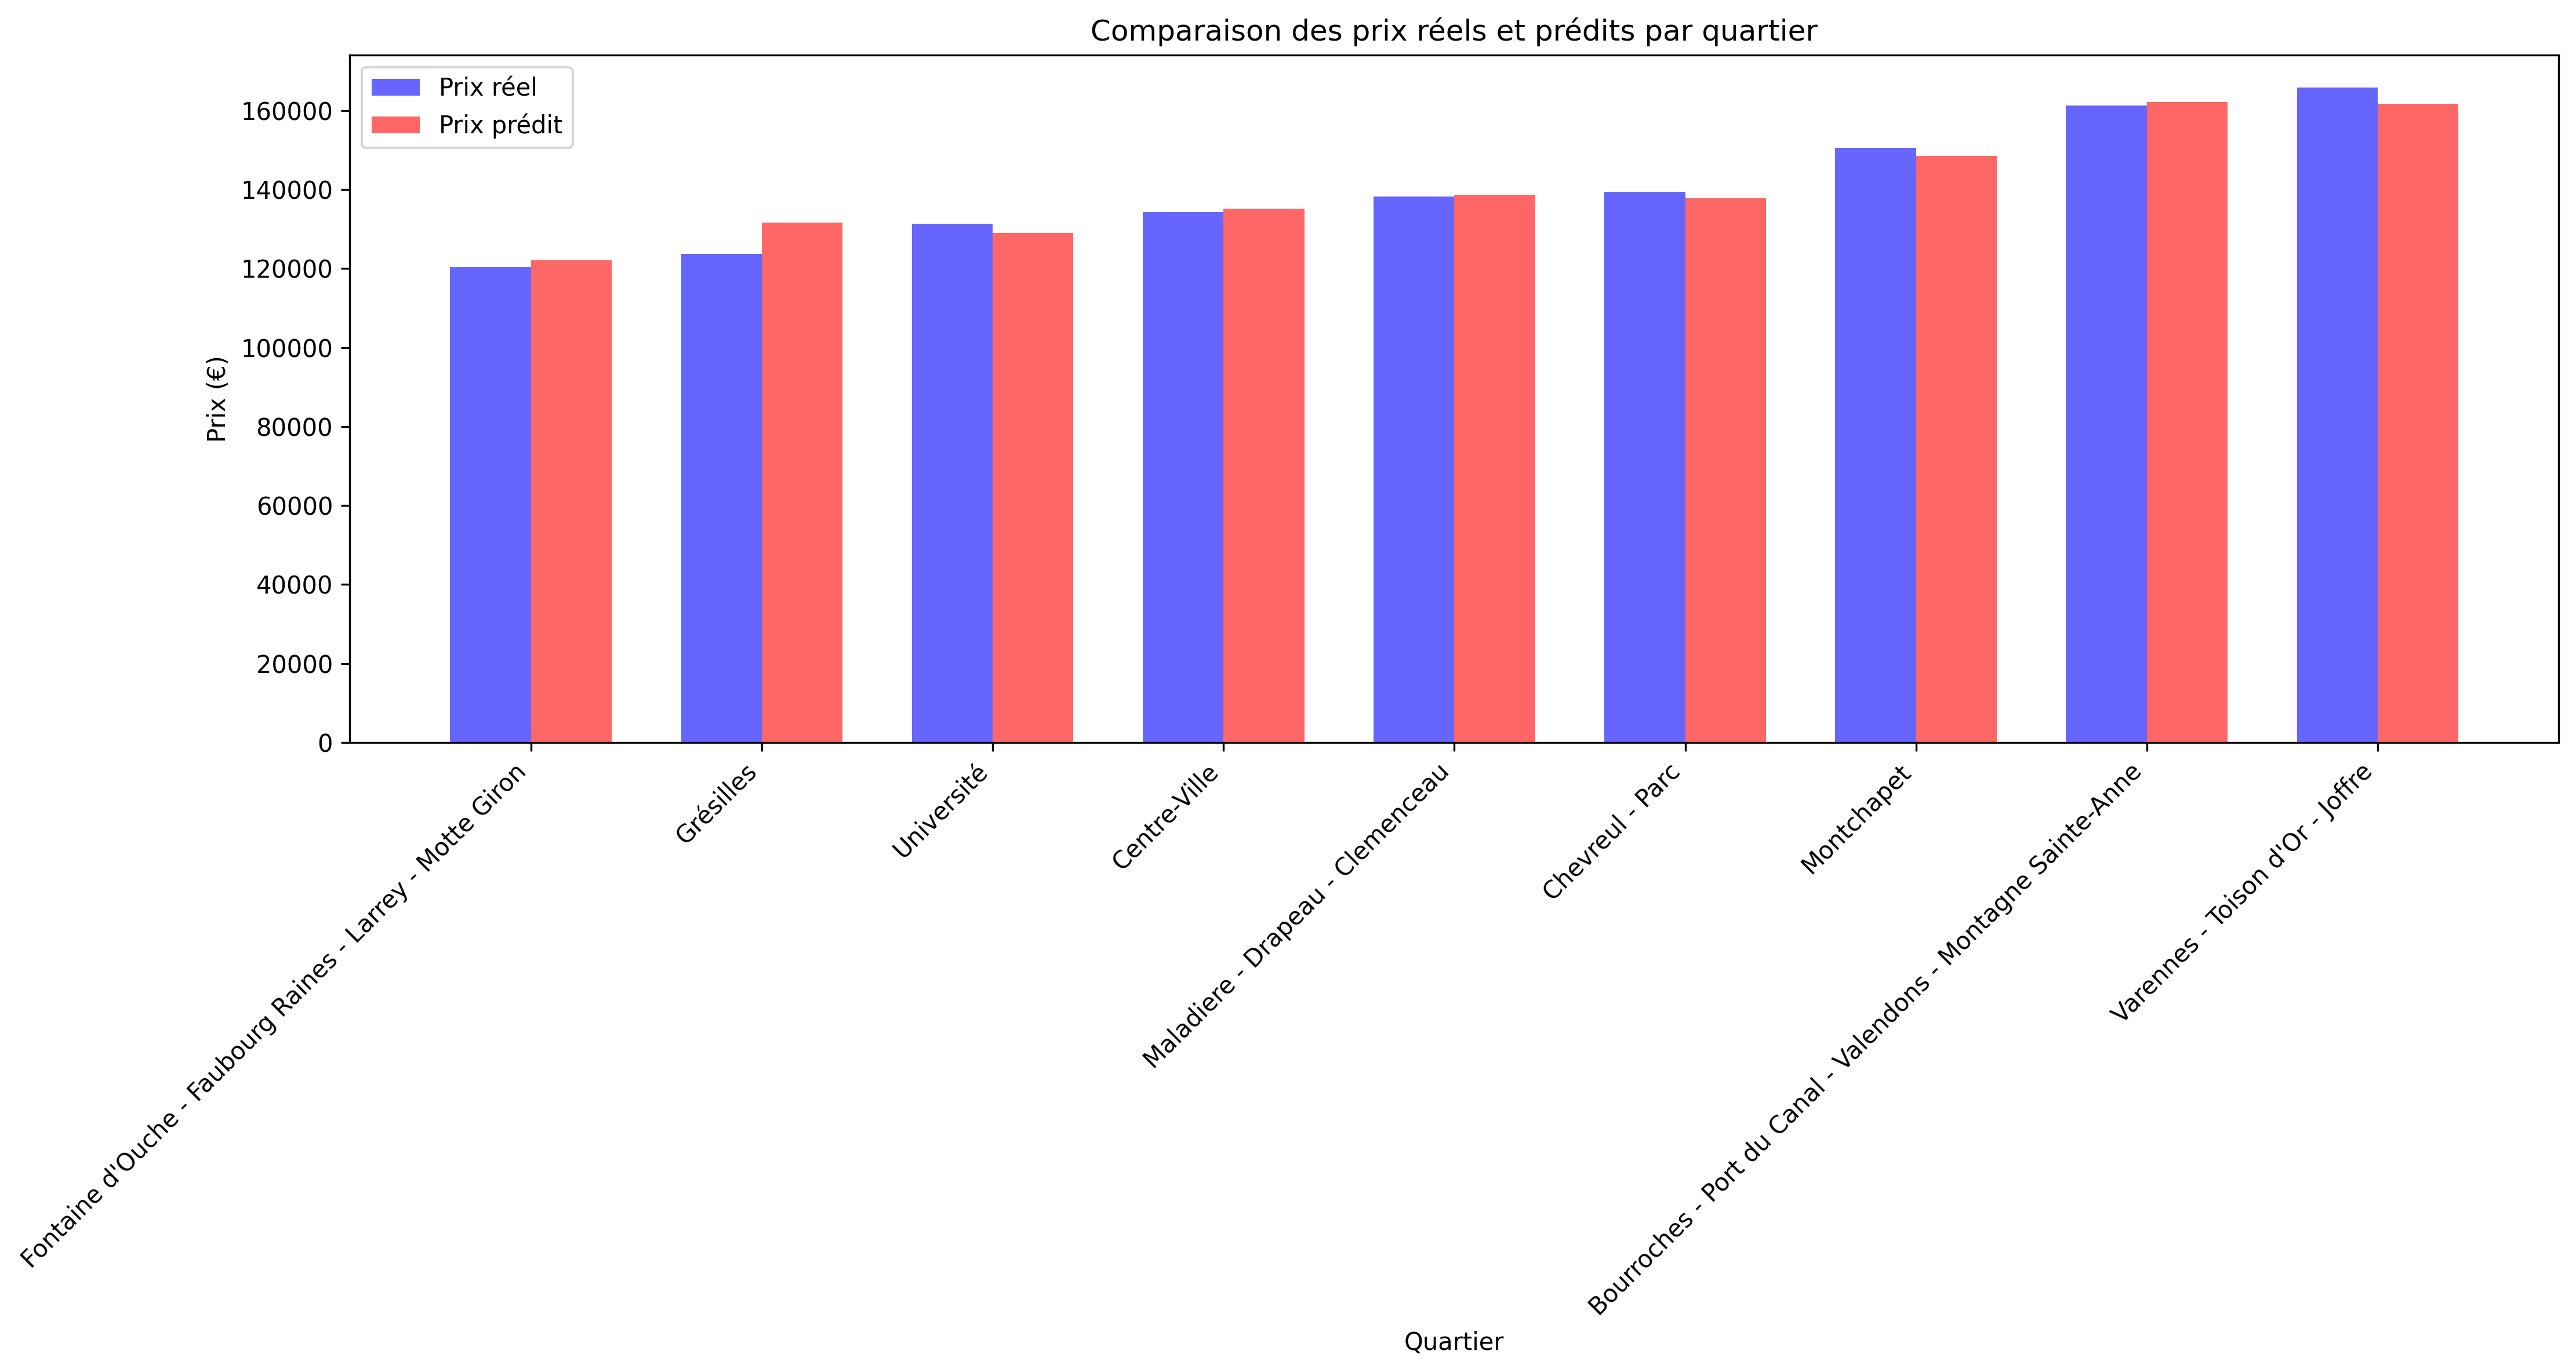 Comparaison des prix réels et prédits par quartier
Prix réel
Prix prédit
Prix (€)
160000
140000
120000
100000
80000
60000
40000
20000
0
Fontaine d'Ouche - Faubourg Raines - Larrey - Motte Giron
Grésilles
Université
Centre-Ville
Maladiere - Drapeau - Clemenceau
Chevreul - Parc
Montchapet
Bourroches - Port du Canal - Valendons - Montagne Sainte-Anne
Varennes - Toison d'Or - Joffre
Quartier